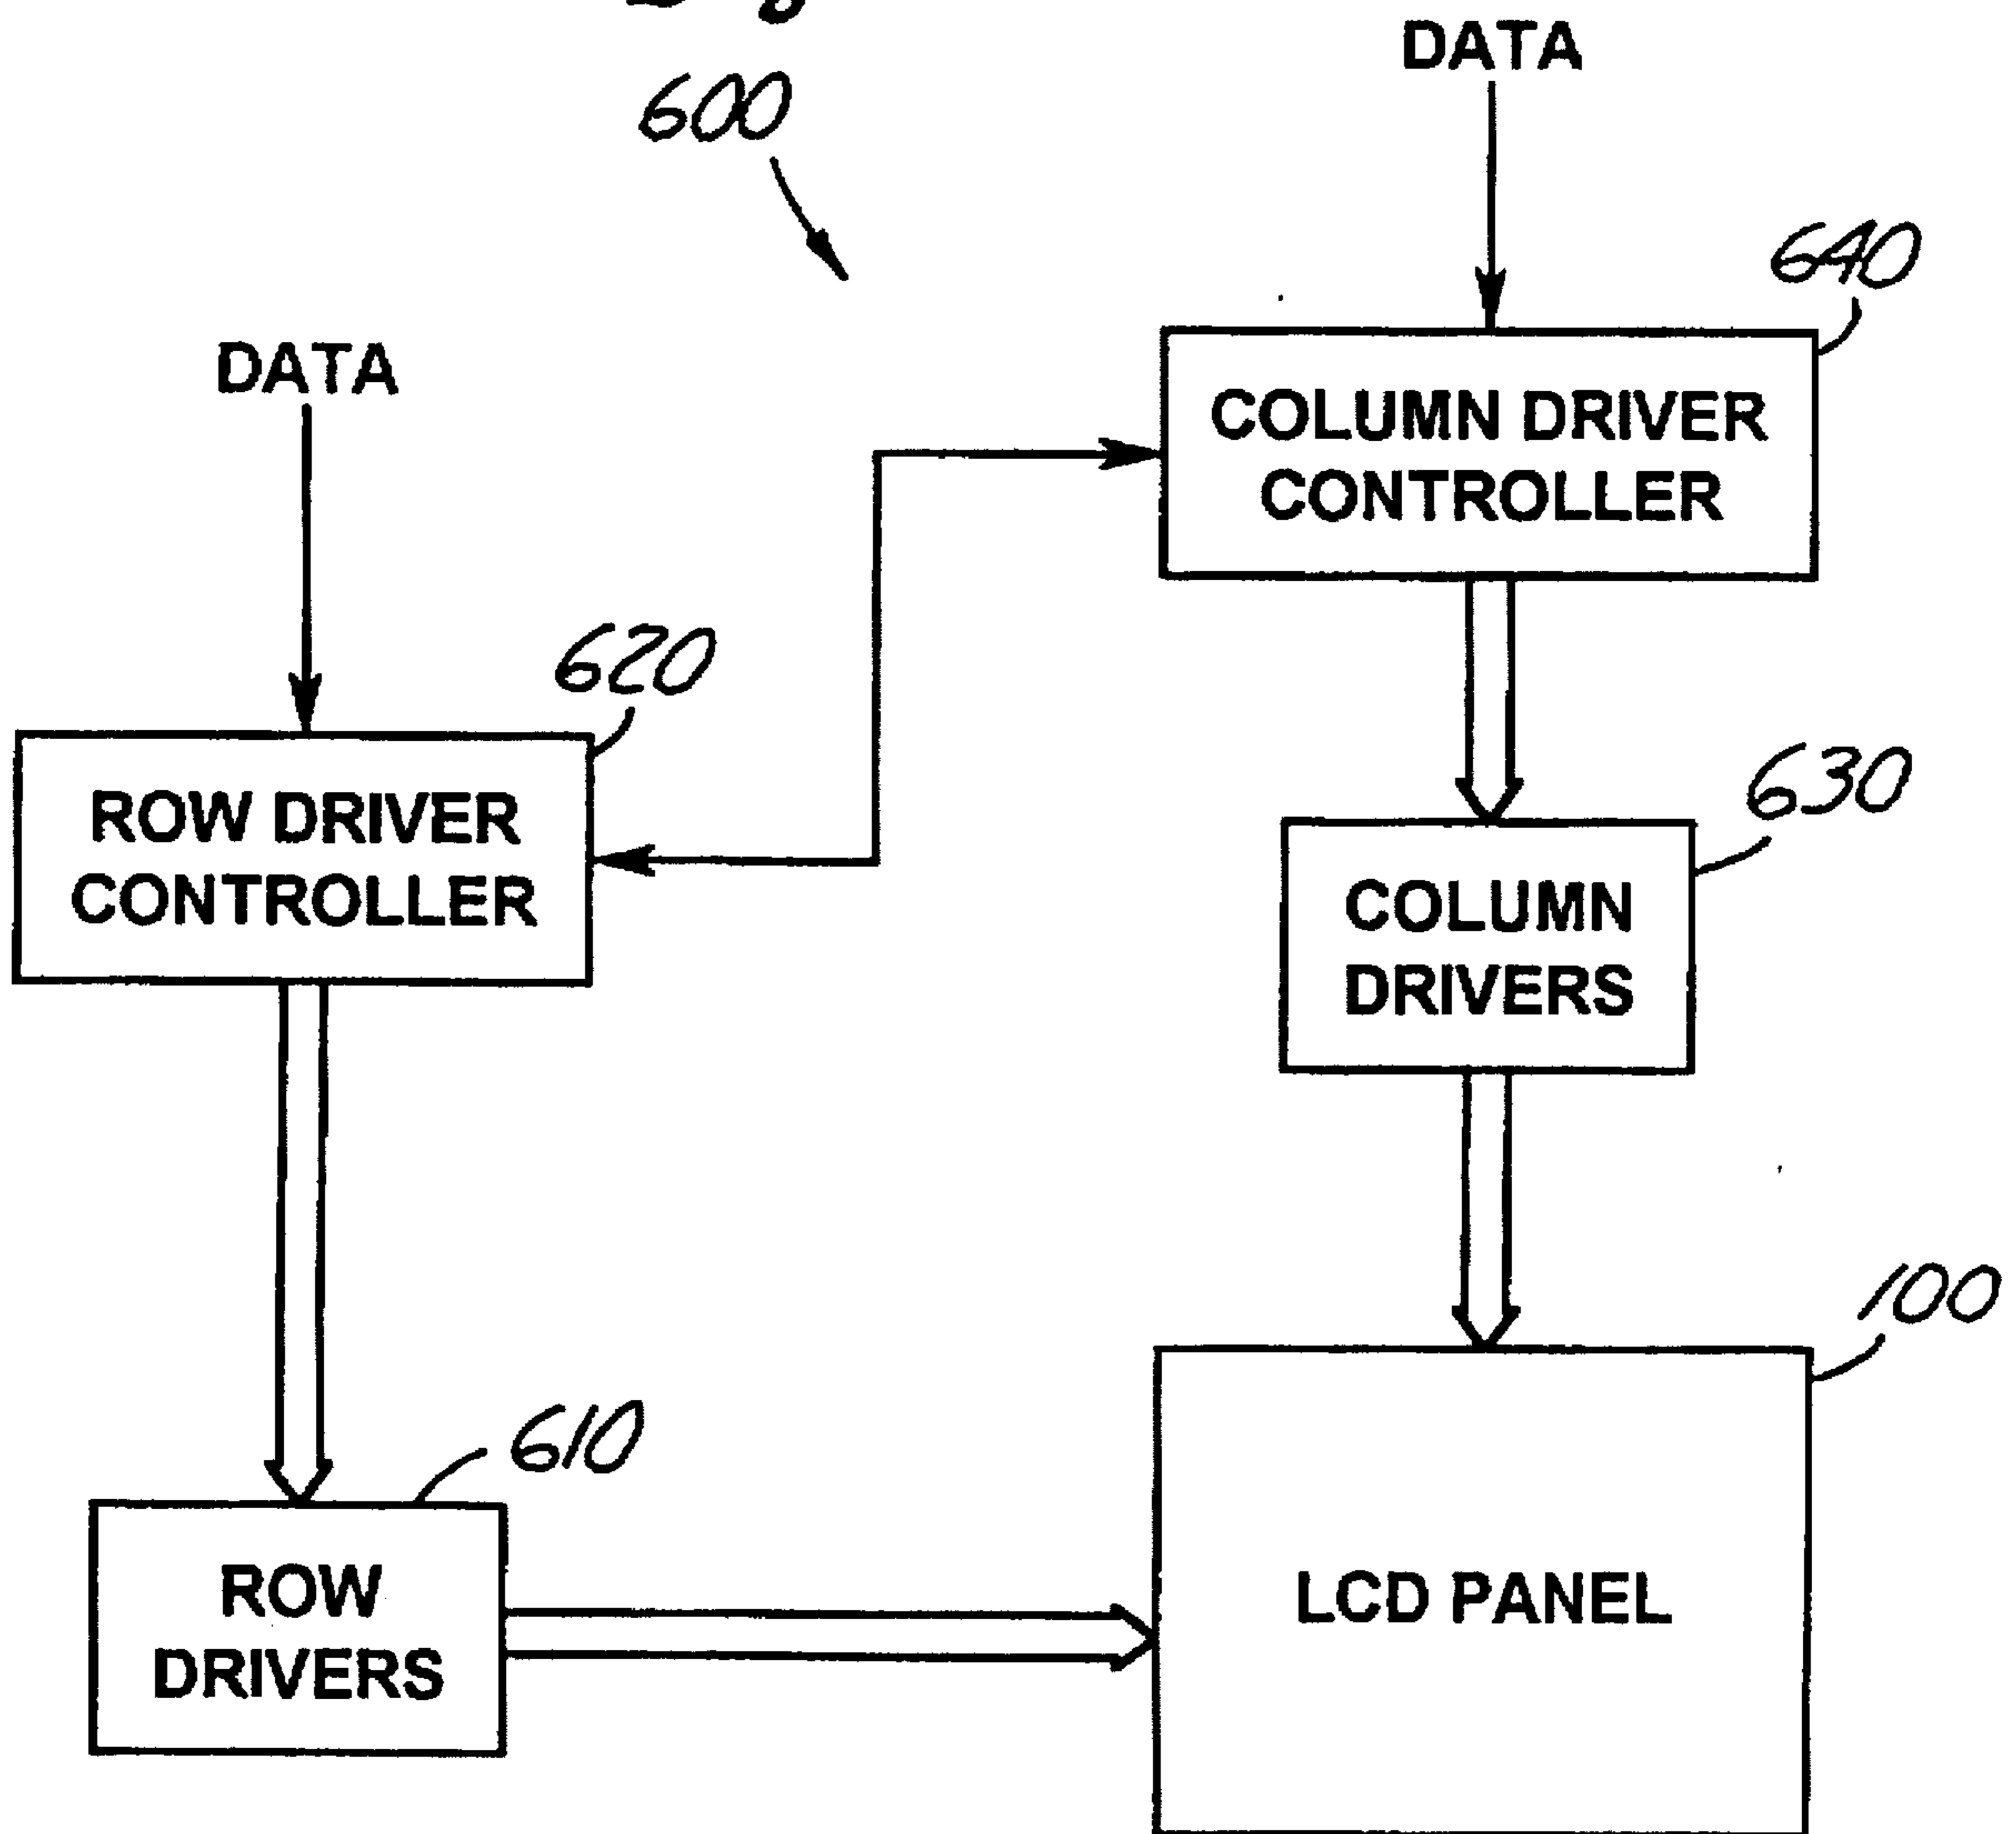 600
DATA
640
DATA
COLUMN DRIVER
CONTROLLER
620
630
ROW DRIVER
CONTROLLER
COLUMN
DRIVERS
100
610
ROW
DRIVERS
LCD PANEL